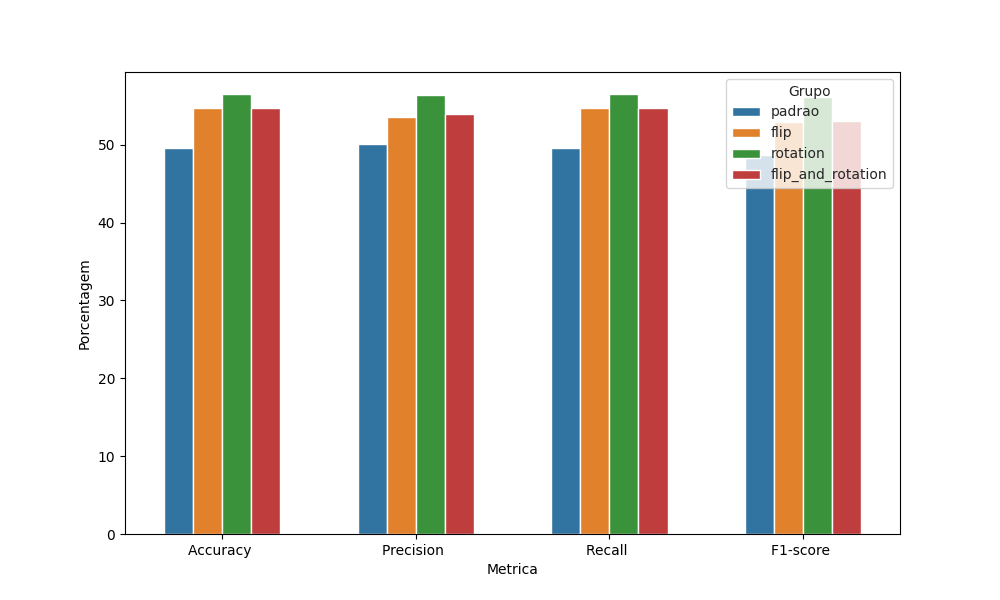 Grupo
padrao
flip
rotation
flip_and_rotation
Porcentagem
50
40
30
20
10
0
Accuracy
Precision
Recall
F1-score
Metrica